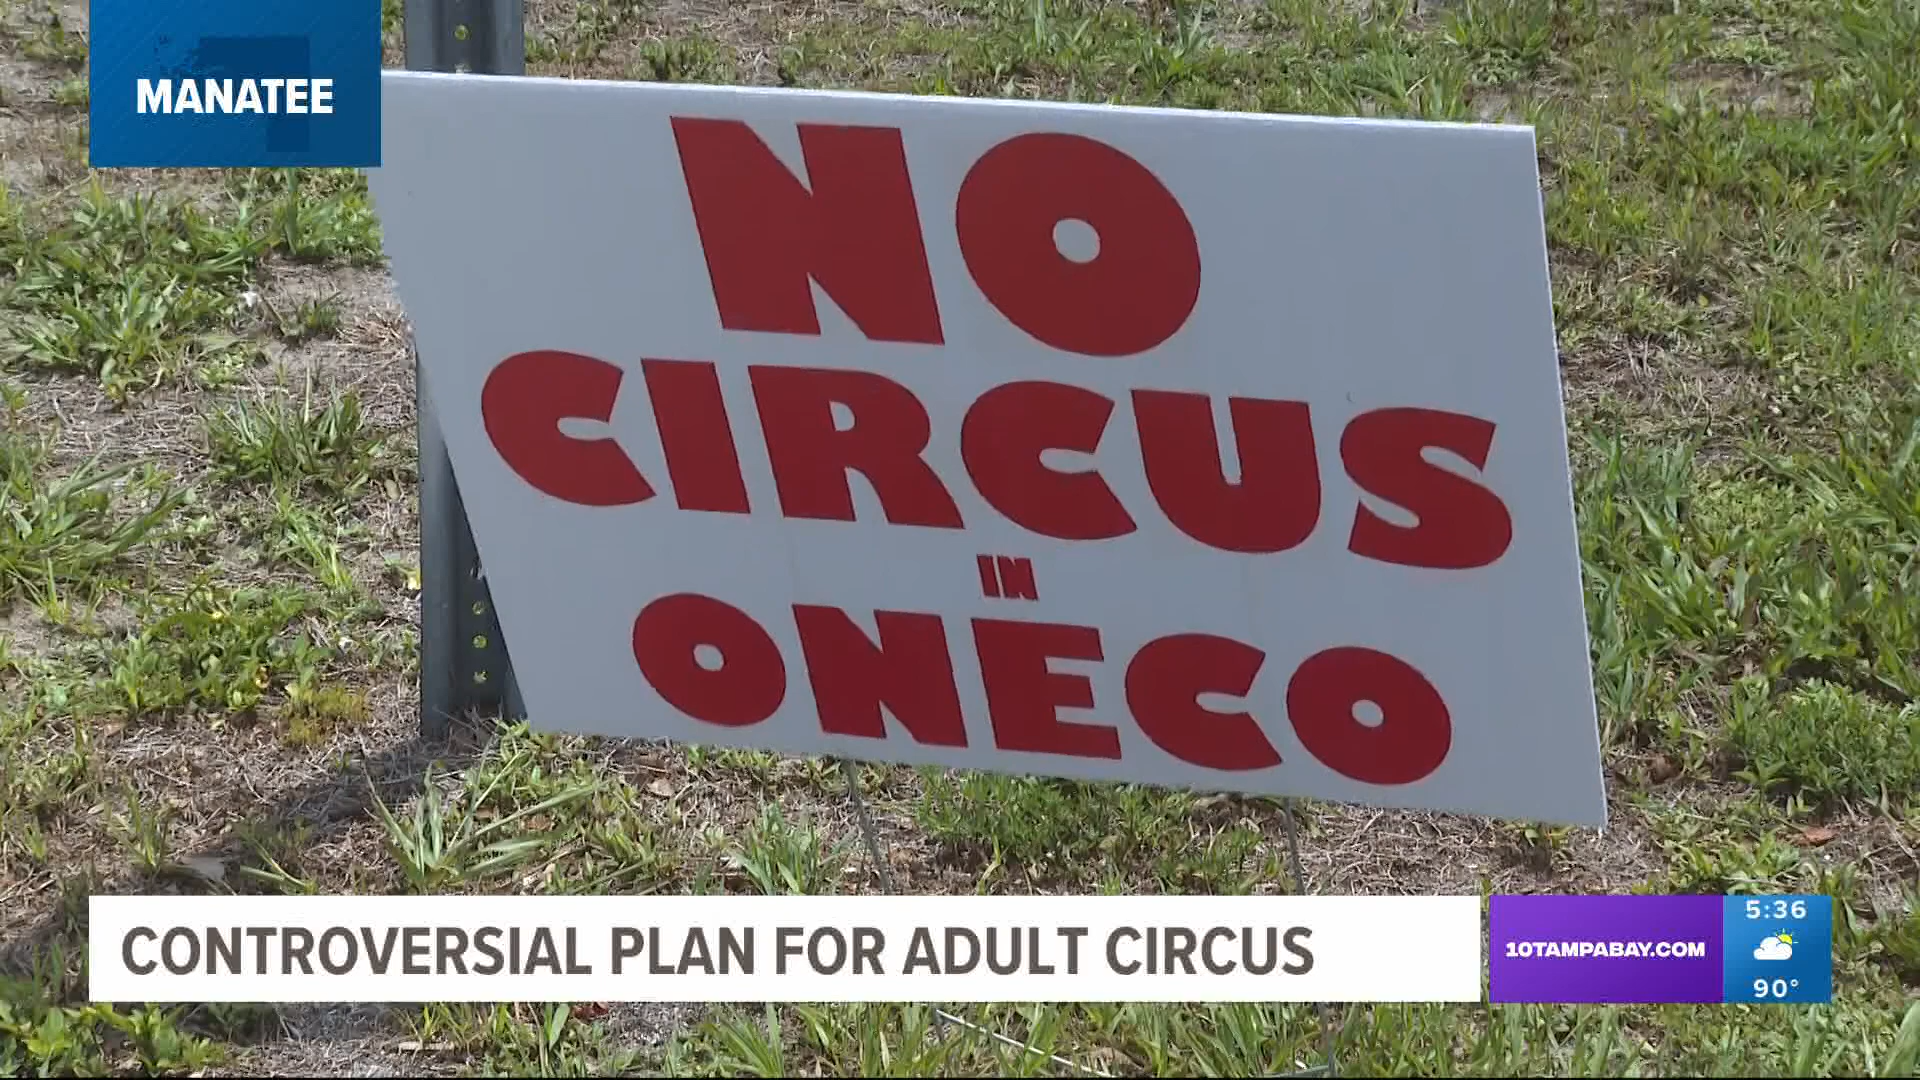 MANATEE
NO
CIRCUS
IN
ONECO
CONTROVERSIAL PLAN FOR ADULT CIRCUS
10TAMPABAY.COM
5:36
90°